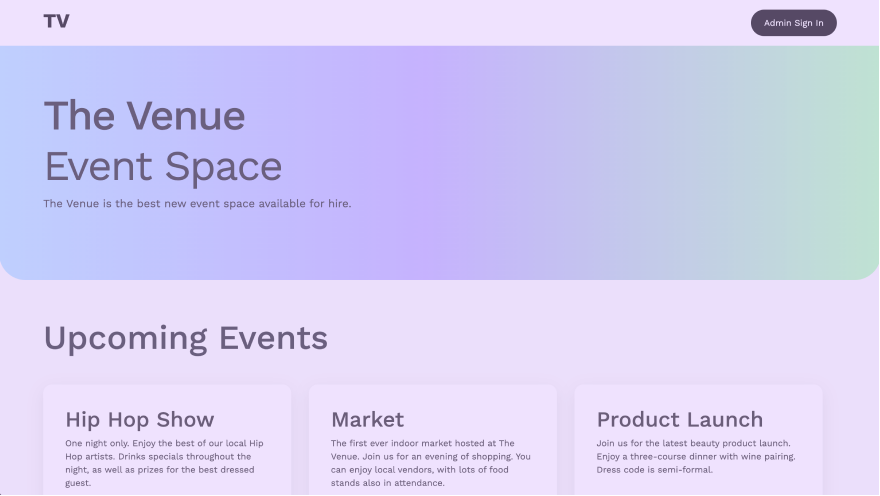 TV
Admin Sign In
The Venue
Event Space
The Venue is the best new event space available for hire.
Upcoming Events
Hip Hop Show
One night only. Enjoy the best of our local Hip
Hop artists. Drinks specials throughout the
night, as well as prizes for the best dressed
guest.
Market
The first ever indoor market hosted at The
Venue. Join us for an evening of shopping. You
can enjoy local vendors, with lots of food
stands also in attendance.
Product Launch
Join us for the latest beauty product launch.
Enjoy a three-course dinner with wine pairing.
Dress code is semi-formal.